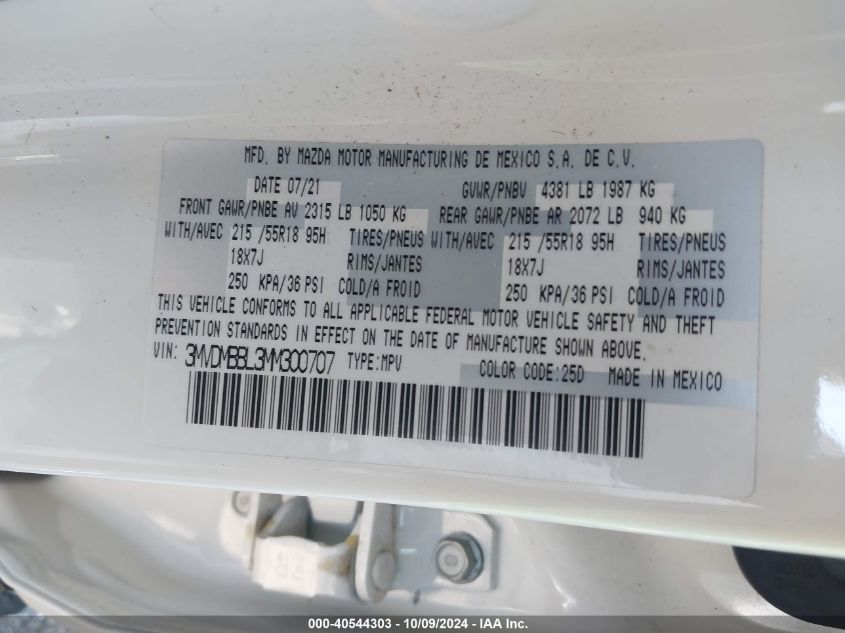 MFD. BY MAZDA MOTOR MANUFACTURING DE MEXICO S.A. DE C.V.
DATE 07/21 GVWR/PNBV 4381 LB 1987 KG
FRONT GAWR/PNBE AV 2315 LB 1050 KG REAR GAWR/PNBE AR 2072 LB 940 KG
WITH/AVEC 215 /55R18 95H TIRES/PNEUS WITH/AVEC 215 /55R18 95H TIRES/PNEUS
18X7J RIMS/JANTES 18X7J RIMS/JANTES
250 KPA/36 PSI COLD/A FROID 250 KPA/36 PSI COLD/A FROID
THIS VEHICLE CONFORMS TO ALL APPLICABLE FEDERAL MOTOR VEHICLE SAFETY AND THEFT
PREVENTION STANDARDS IN EFFECT ON THE DATE OF MANUFACTURE SHOWN ABOVE.
VIN: 3MVDMBBL3MM300707 TYPE:MPV COLOR CODE:25D MADE IN MEXICO
000-40544303 - 10/09/2024 - IAA Inc.